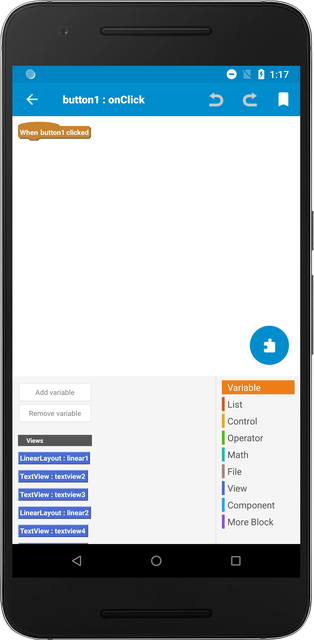 1:17
button1 : onClick
When button1 clicked
Add variable
Remove variable
Views
LinearLayout : linear1
TextView : textview2
TextView : textview3
LinearLayout : linear2
TextView : textview4
Variable
List
Control
Operator
Math
File
View
Component
More Block